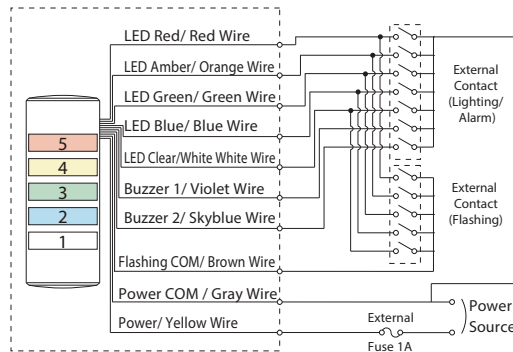 LED Red/ Red Wire
LED Amber/ Orange Wire
LED Green/ Green Wire
LED Blue/ Blue Wire
LED Clear/White White Wire
Buzzer 1/ Violet Wire
Buzzer 2/ Skyblue Wire
Flashing COM/ Brown Wire
Power COM / Gray Wire
Power/ Yellow Wire
5
4
3
2
1
External
Contact
(Lighting/
Alarm)
External
Contact
(Flashing)
External
Fuse 1A
Power
Source